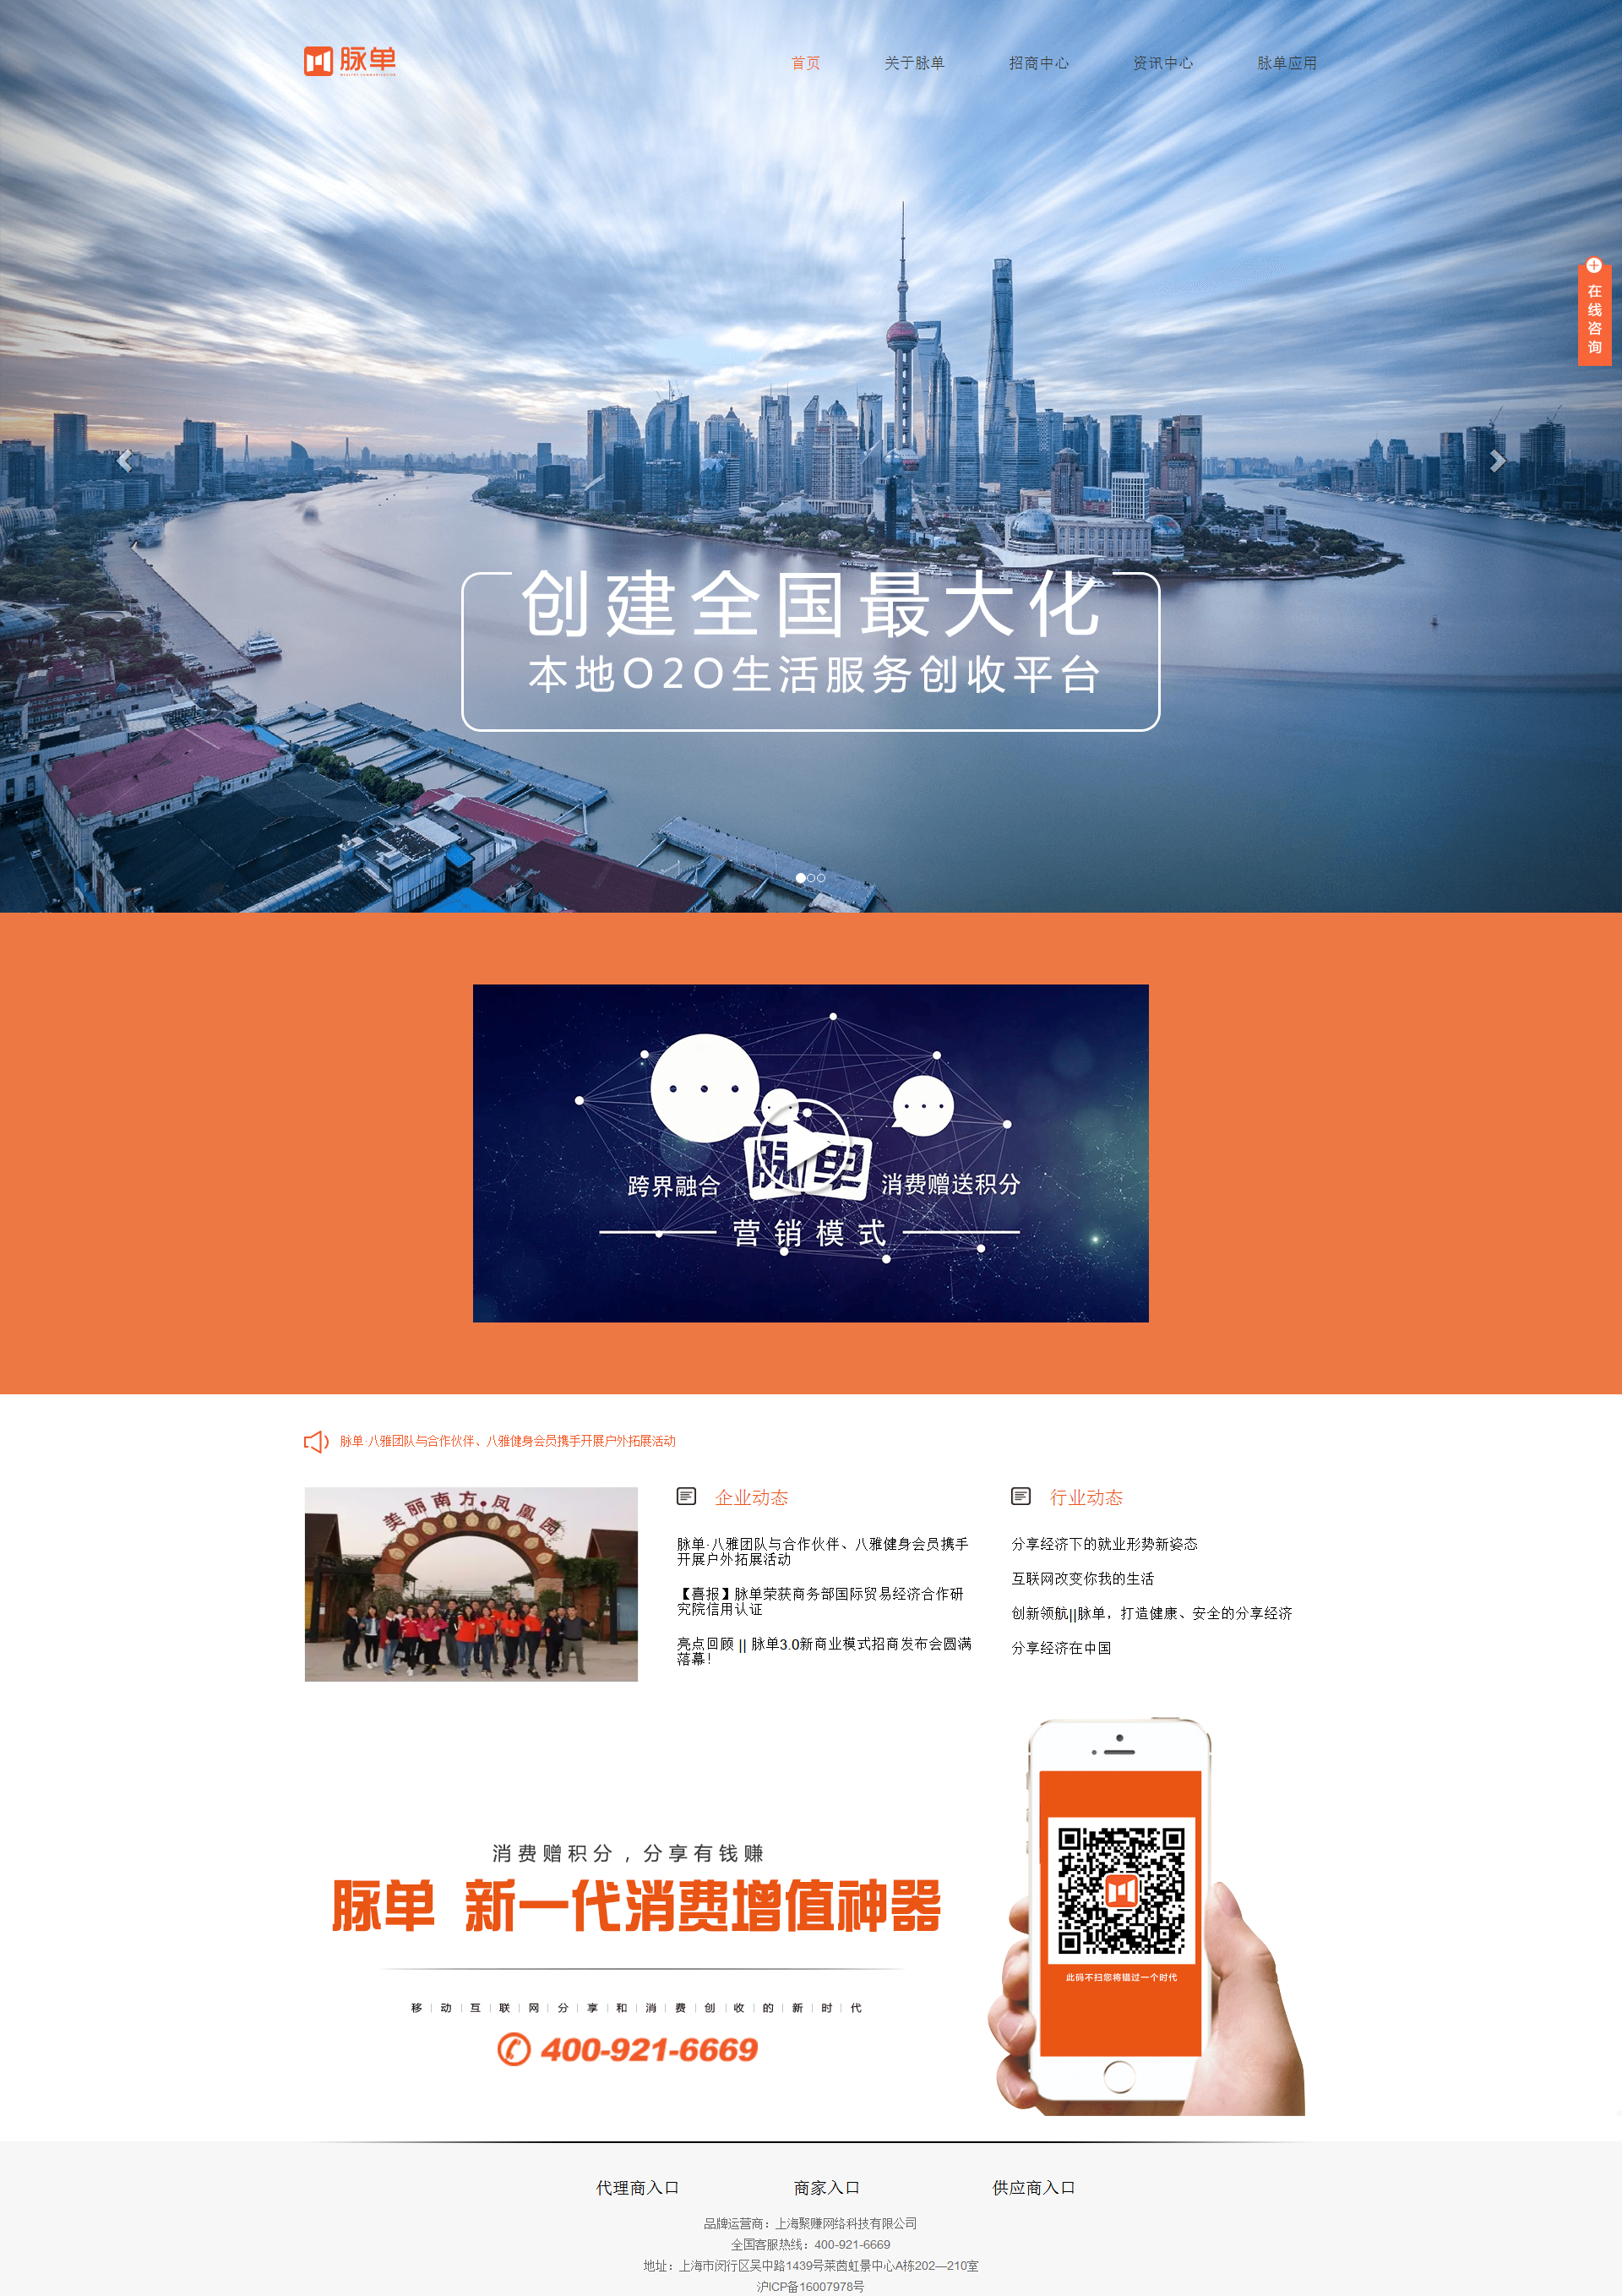 脉单
首页
关于脉单
招商中心
资讯中心
脉单应用
在线咨询
创建全国最大化
本地O2O生活服务创收平台
跨界融合
脉单
消费赠送积分
营销模式
脉单·八雅团队与合作伙伴、八雅健身会员携手开展户外拓展活动
美丽南方·凤凰园
企业动态
脉单·八雅团队与合作伙伴、八雅健身会员携手
开展户外拓展活动
【喜报】脉单荣获商务部国际贸易经济合作研
究院信用认证
亮点回顾 || 脉单3.0新商业模式招商发布会圆满
落幕！
行业动态
分享经济下的就业形势新姿态
互联网改变你我的生活
创新领航||脉单，打造健康、安全的分享经济
分享经济在中国
消费赠积分，分享有钱赚
脉单 新一代消费增值神器
移|动|互|联|网|分|享|和|消|费|创|收|的|新|时|代
400-921-6669
此码不扫您将错过一个时代
代理商入口
商家入口
供应商入口
品牌运营商：上海聚赚网络科技有限公司
全国客服热线：400-921-6669
地址：上海市闵行区吴中路1439号莱茵虹景中心A栋202—210室
沪ICP备16007978号